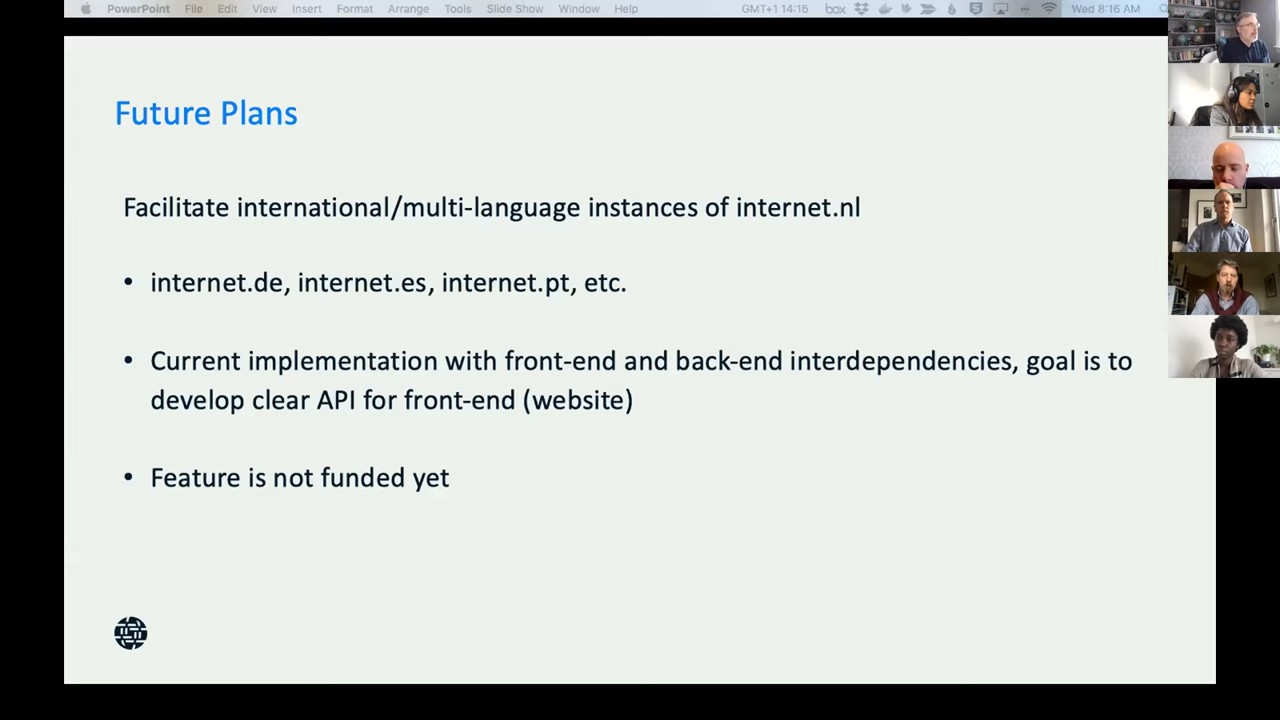 PowerPoint File Edit View Insert Format Arrange Tools Slide Show Window Help GMT+1 14:15 box Wed 8:16 AM
Future Plans
Facilitate international/multi-language instances of internet.nl
• internet.de, internet.es, internet.pt, etc.
• Current implementation with front-end and back-end interdependencies, goal is to
develop clear API for front-end (website)
• Feature is not funded yet